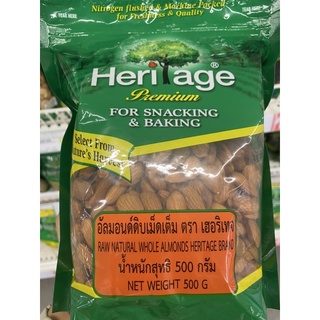 Nitrogen flushed & Machine Packed
for Freshness & Quality
Heritage
Premium
FOR SNACKING
& BAKING
Select From
Nature's Harvest
อัลมอนด์ดิบเม็ดเต็ม ตรา เฮอริเทจ
RAW NATURAL WHOLE ALMONDS HERITAGE BRAND
น้ำหนักสุทธิ 500 กรัม
NET WEIGHT 500 G